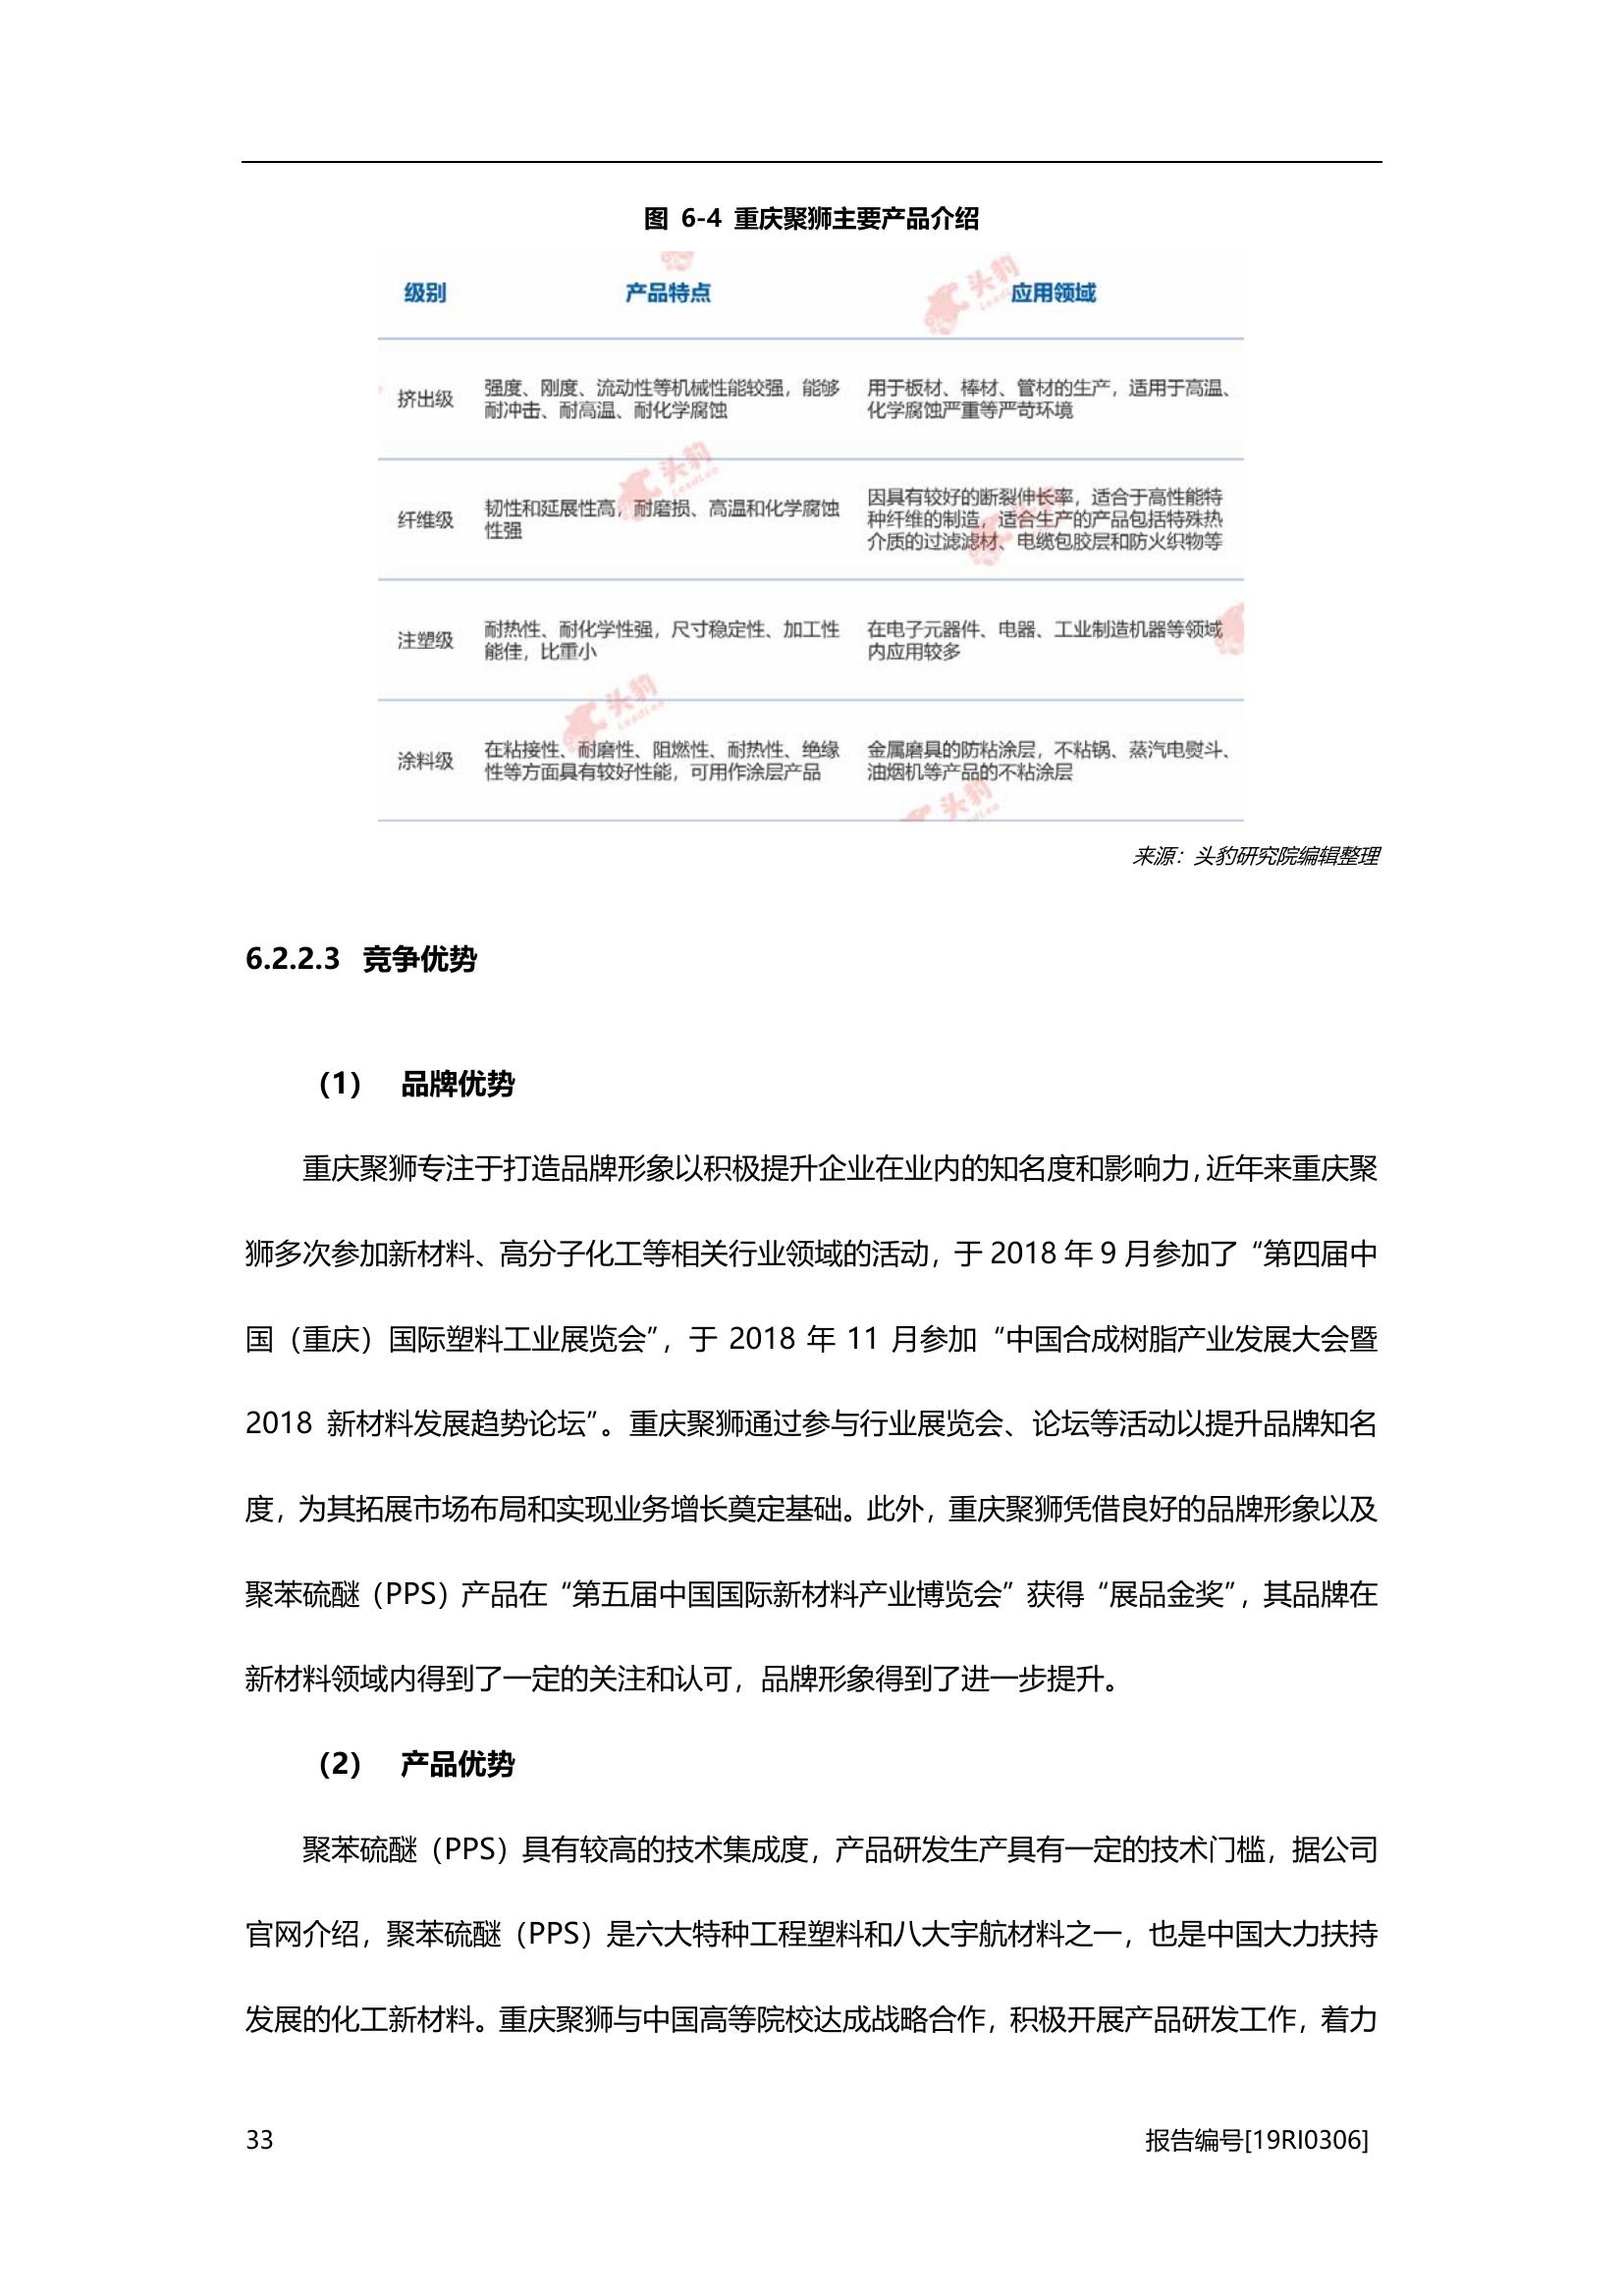 图 6-4 重庆聚狮主要产品介绍
级别 产品特点 应用领域
挤出级
强度、刚度、流动性等机械性能较强，能够
耐冲击、耐高温、耐化学腐蚀
用于板材、棒材、管材的生产，适用于高温、
化学腐蚀严重等严苛环境
纤维级
韧性和延展性高，耐磨损、高温和化学腐蚀
性强
因具有较好的断裂伸长率，适合于高性能特
种纤维的制造，适合生产的产品包括特殊热
介质的过滤滤材、电缆包胶层和防火织物等
注塑级
耐热性、耐化学性强，尺寸稳定性、加工性
能佳，比重小
在电子元器件、电器、工业制造机器等领域
内应用较多
涂料级
在粘接性、耐磨性、阻燃性、耐热性、绝缘
性等方面具有较好性能，可用作涂层产品
金属磨具的防粘涂层，不粘锅、蒸汽电熨斗、
油烟机等产品的不粘涂层
头豹
LeadLeo
头豹
LeadLeo
头豹
LeadLeo
头豹
来源：头豹研究院编辑整理
6.2.2.3 竞争优势
（1） 品牌优势
重庆聚狮专注于打造品牌形象以积极提升企业在业内的知名度和影响力，近年来重庆聚
狮多次参加新材料、高分子化工等相关行业领域的活动，于 2018 年 9 月参加了“第四届中
国（重庆）国际塑料工业展览会”，于 2018 年 11 月参加“中国合成树脂产业发展大会暨
2018 新材料发展趋势论坛”。重庆聚狮通过参与行业展览会、论坛等活动以提升品牌知名
度，为其拓展市场布局和实现业务增长奠定基础。此外，重庆聚狮凭借良好的品牌形象以及
聚苯硫醚（PPS）产品在“第五届中国国际新材料产业博览会”获得“展品金奖”，其品牌在
新材料领域内得到了一定的关注和认可，品牌形象得到了进一步提升。
（2） 产品优势
聚苯硫醚（PPS）具有较高的技术集成度，产品研发生产具有一定的技术门槛，据公司
官网介绍，聚苯硫醚（PPS）是六大特种工程塑料和八大宇航材料之一，也是中国大力扶持
发展的化工新材料。重庆聚狮与中国高等院校达成战略合作，积极开展产品研发工作，着力
33 报告编号[19RI0306]